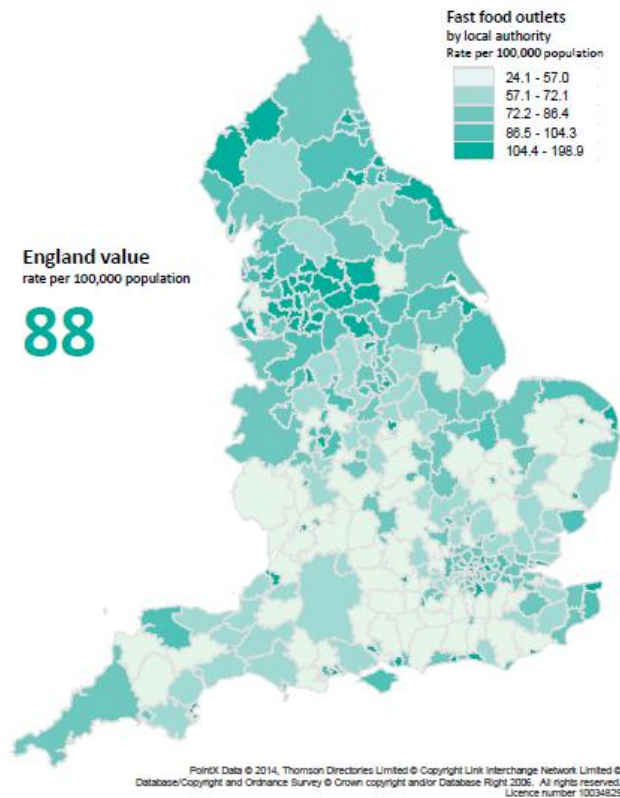 Fast food outlets
by local authority
Rate per 100,000 population
24.1 - 57.0
57.1 - 72.1
72.2 - 86.4
86.5 - 104.3
104.4 - 198.9
England value
rate per 100,000 population
88
PointX Data © 2014, Thomson Directories Limited © Copyright Link Interchange Network Limited ©
Database/Copyright and Ordnance Survey © Crown copyright and/or Database Right 2006. All rights reserved.
Licence number 10034829